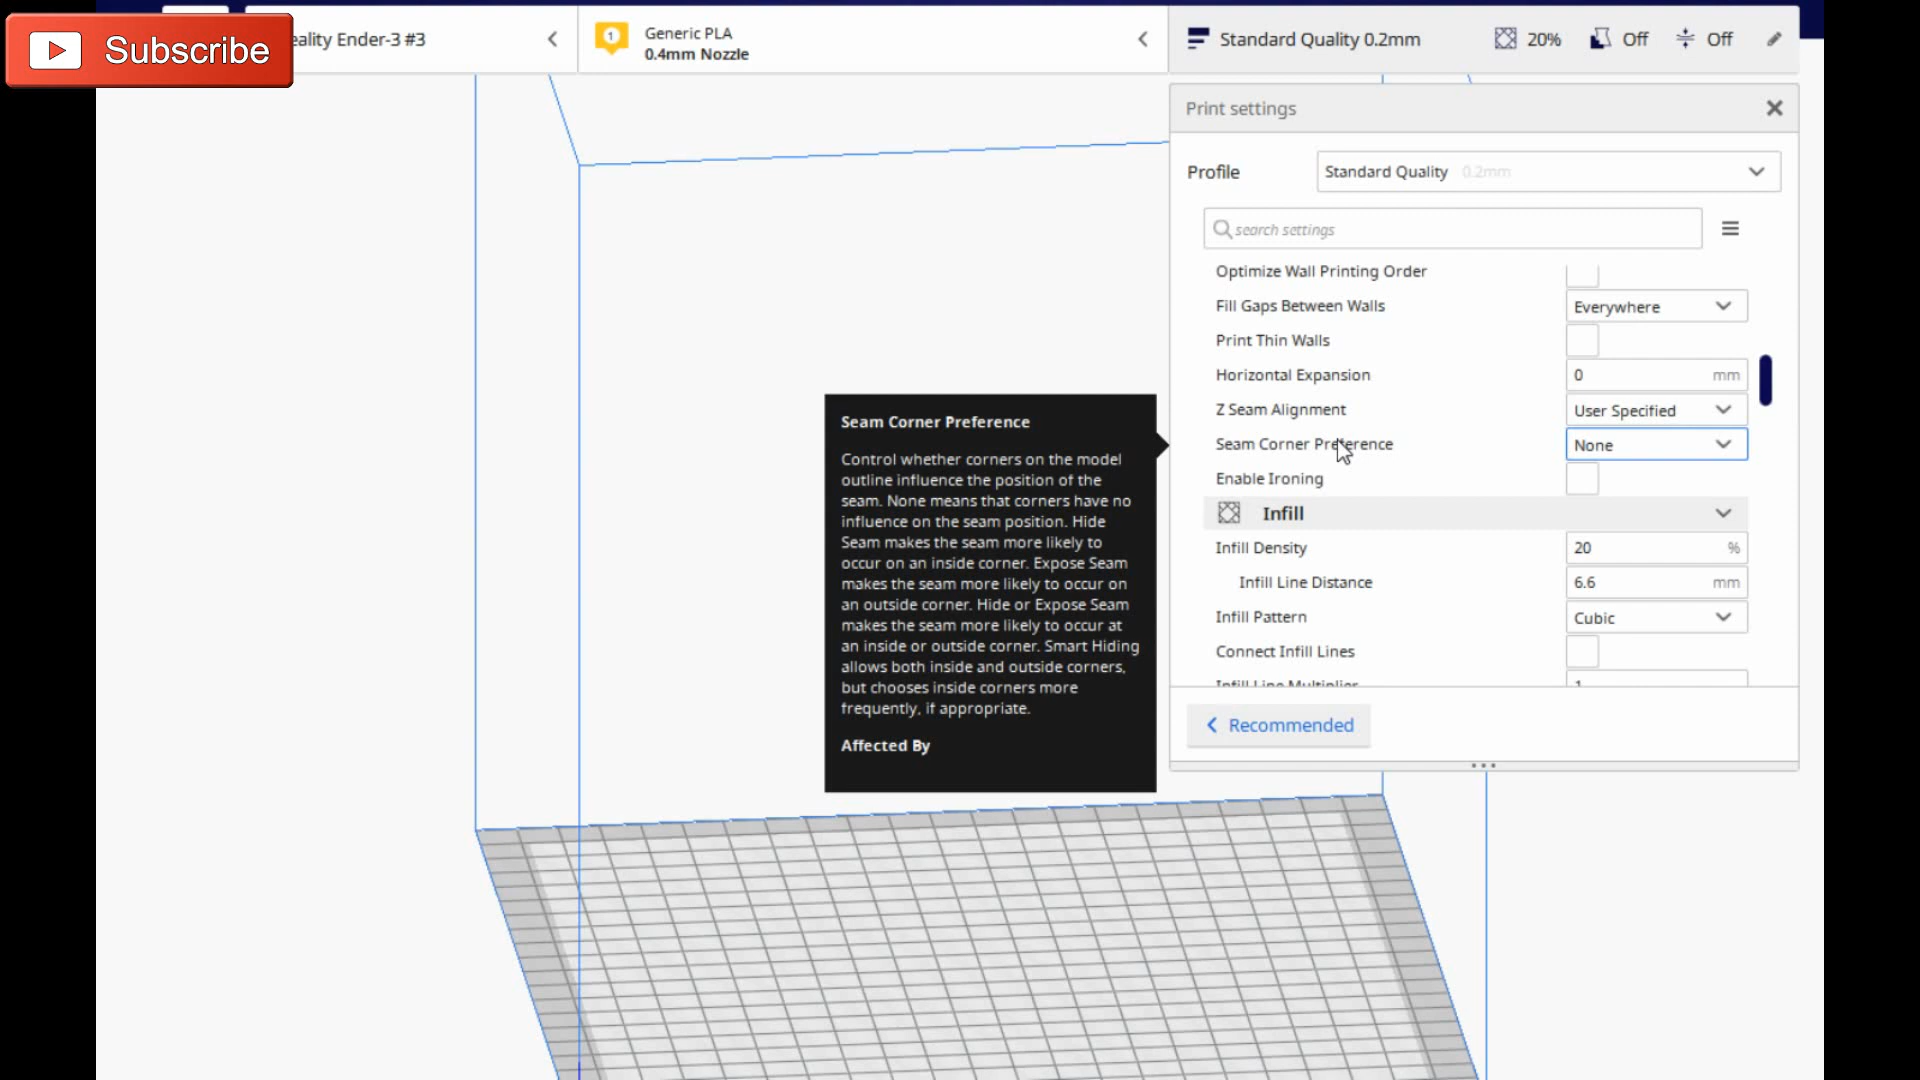 Subscribe
eality Ender-3 #3
1
Generic PLA
0.4mm Nozzle
Standard Quality 0.2mm
20%
Off
Off
Print settings
Profile
Standard Quality 0.2mm
search settings
Optimize Wall Printing Order
Fill Gaps Between Walls
Everywhere
Print Thin Walls
Horizontal Expansion
0 mm
Z Seam Alignment
User Specified
Seam Corner Preference
None
Enable Ironing
Infill
Infill Density
20 %
Infill Line Distance
6.6 mm
Infill Pattern
Cubic
Connect Infill Lines
Infill Line Multiplier
1
Recommended
Seam Corner Preference
Control whether corners on the model
outline influence the position of the
seam. None means that corners have no
influence on the seam position. Hide
Seam makes the seam more likely to
occur on an inside corner. Expose Seam
makes the seam more likely to occur on
an outside corner. Hide or Expose Seam
makes the seam more likely to occur at
an inside or outside corner. Smart Hiding
allows both inside and outside corners,
but chooses inside corners more
frequently, if appropriate.
Affected By